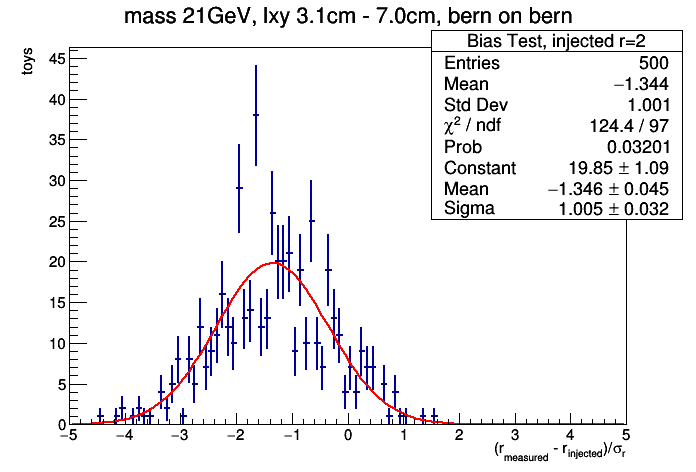 mass 21GeV, lxy 3.1cm - 7.0cm, bern on bern
Bias Test, injected r=2
Entries 500
Mean −1.344
Std Dev 1.001
χ² / ndf 124.4 / 97
Prob 0.03201
Constant 19.85 ± 1.09
Mean −1.346 ± 0.045
Sigma 1.005 ± 0.032
toys
45
40
35
30
25
20
15
10
5
0
−5 −4 −3 −2 −1 0 1 2 3 4 5
(r_measured - r_injected)/σ_r